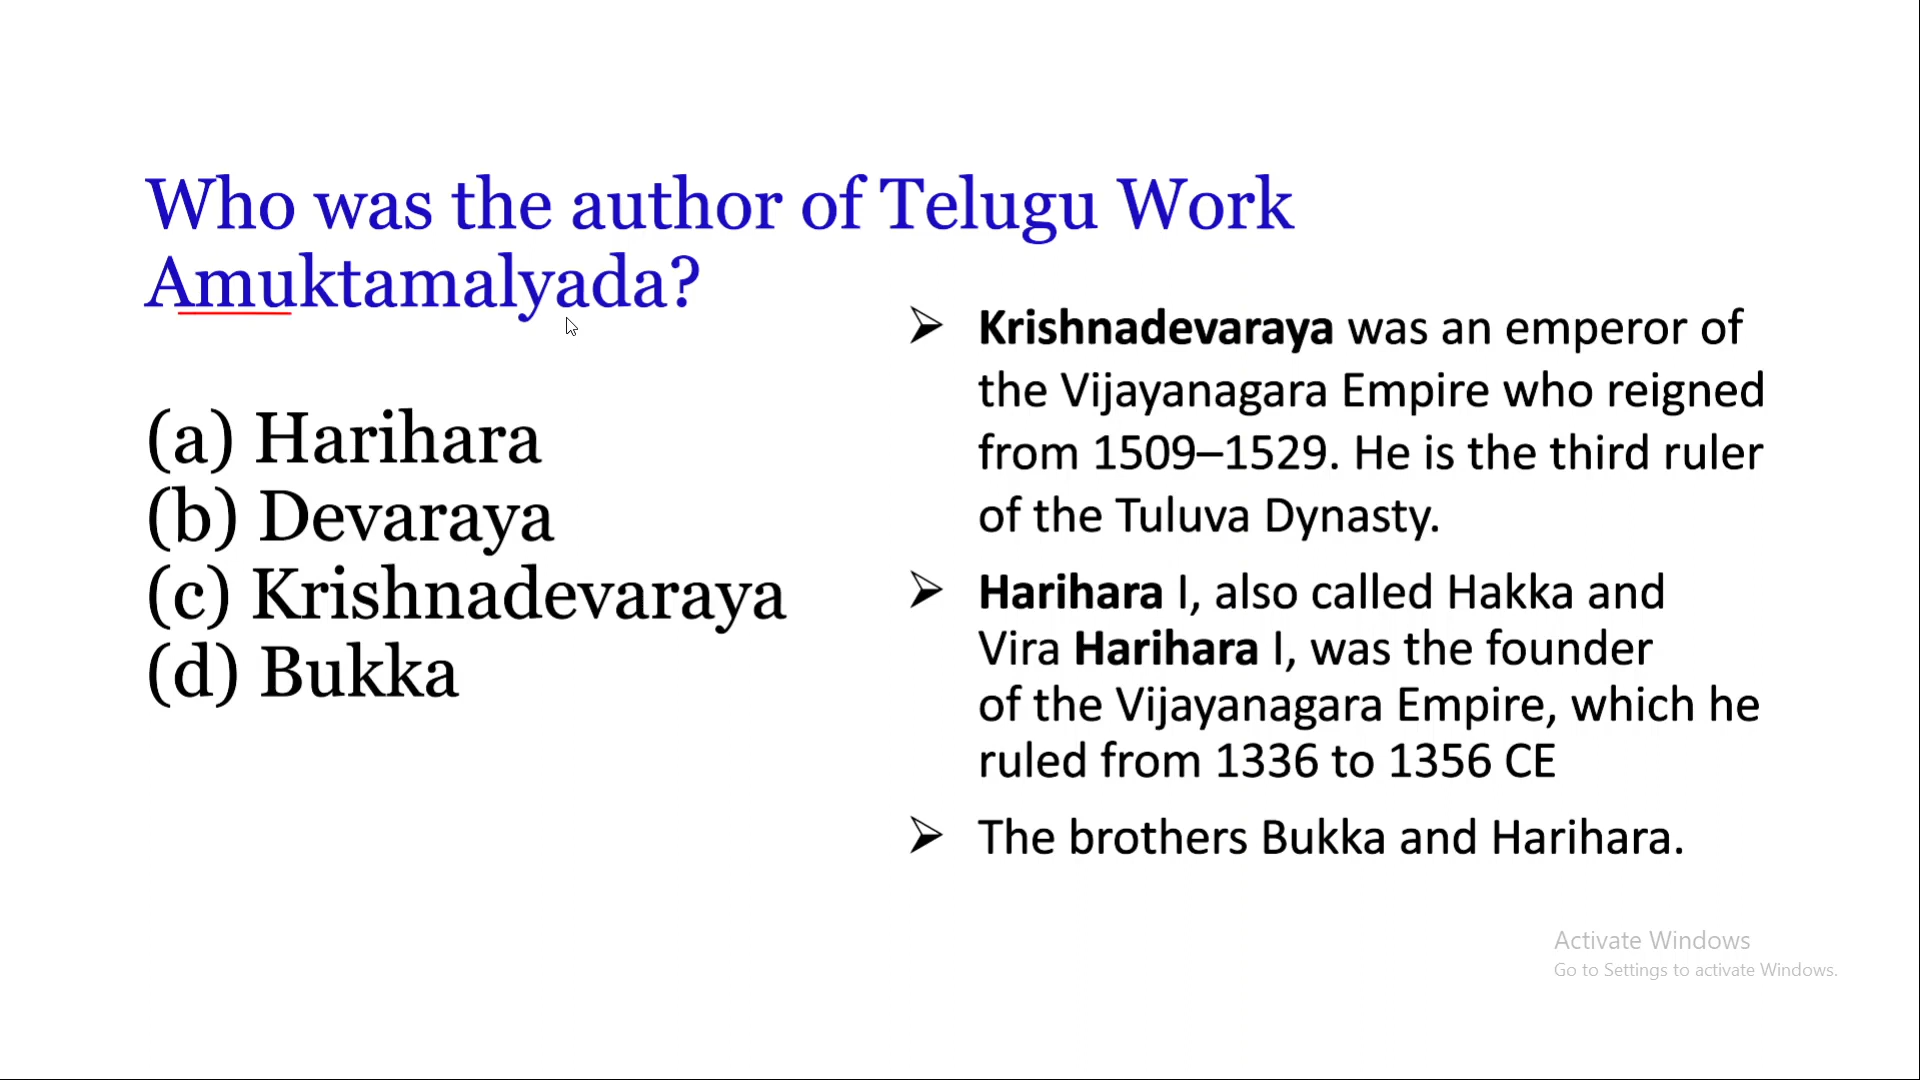 Who was the author of Telugu Work
Amuktamalyada?
(a) Harihara
(b) Devaraya
(c) Krishnadevaraya
(d) Bukka
➢ Krishnadevaraya was an emperor of
the Vijayanagara Empire who reigned
from 1509–1529. He is the third ruler
of the Tuluva Dynasty.
➢ Harihara I, also called Hakka and
Vira Harihara I, was the founder
of the Vijayanagara Empire, which he
ruled from 1336 to 1356 CE
➢ The brothers Bukka and Harihara.
Activate Windows
Go to Settings to activate Windows.